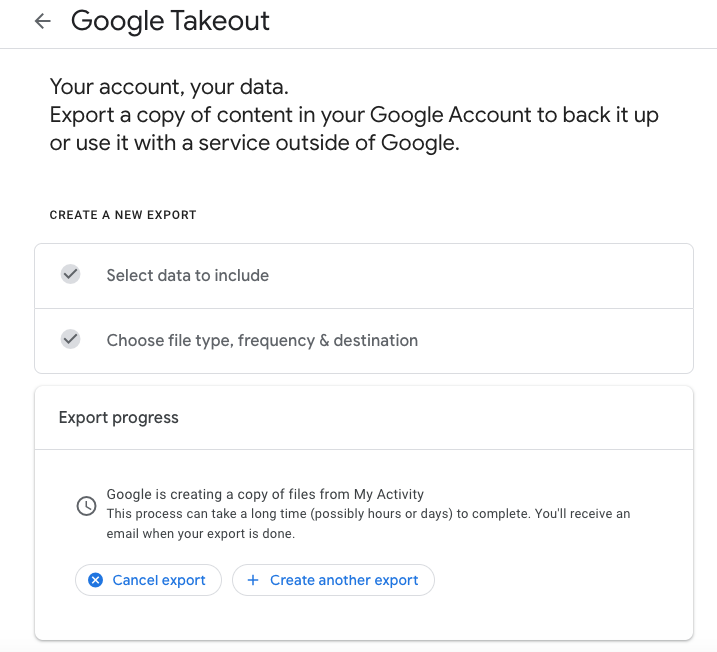 Google Takeout
Your account, your data.
Export a copy of content in your Google Account to back it up
or use it with a service outside of Google.
CREATE A NEW EXPORT
Select data to include
Choose file type, frequency & destination
Export progress
Google is creating a copy of files from My Activity
This process can take a long time (possibly hours or days) to complete. You'll receive an
email when your export is done.
Cancel export
Create another export